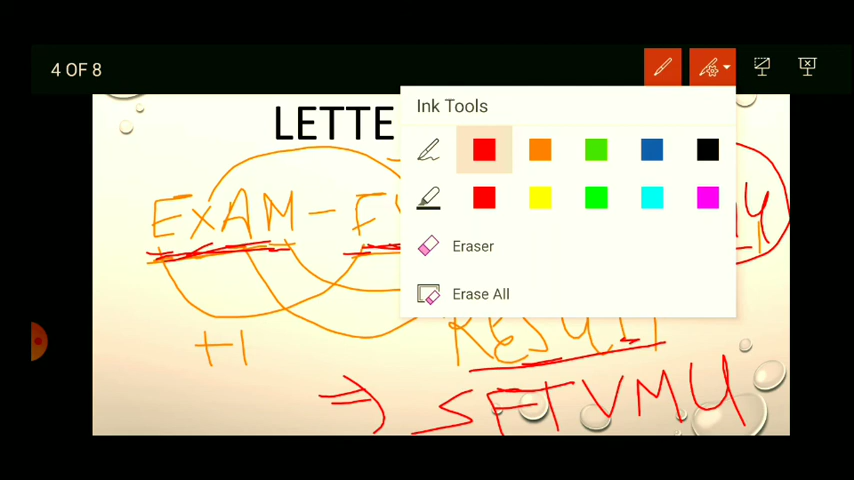 4 OF 8
Ink Tools
LETTE
EXAM - F
Eraser
Erase All
+1
RESULT
⇒ SFTVMU